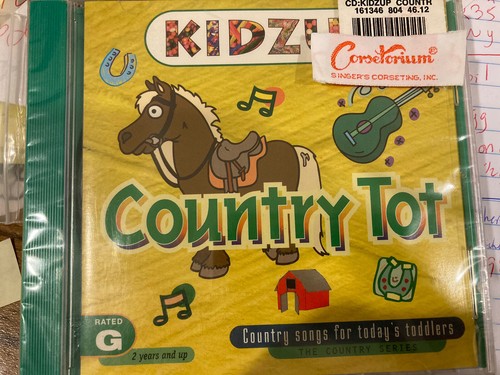 CD:KIDZUP COUNTR
161346 804 46.12
KIDZU
Corsetorium®
SINGER'S CORSETING, INC.
Country Tot
RATED
G
2 years and up
Country songs for today's toddlers
THE COUNTRY SERIES